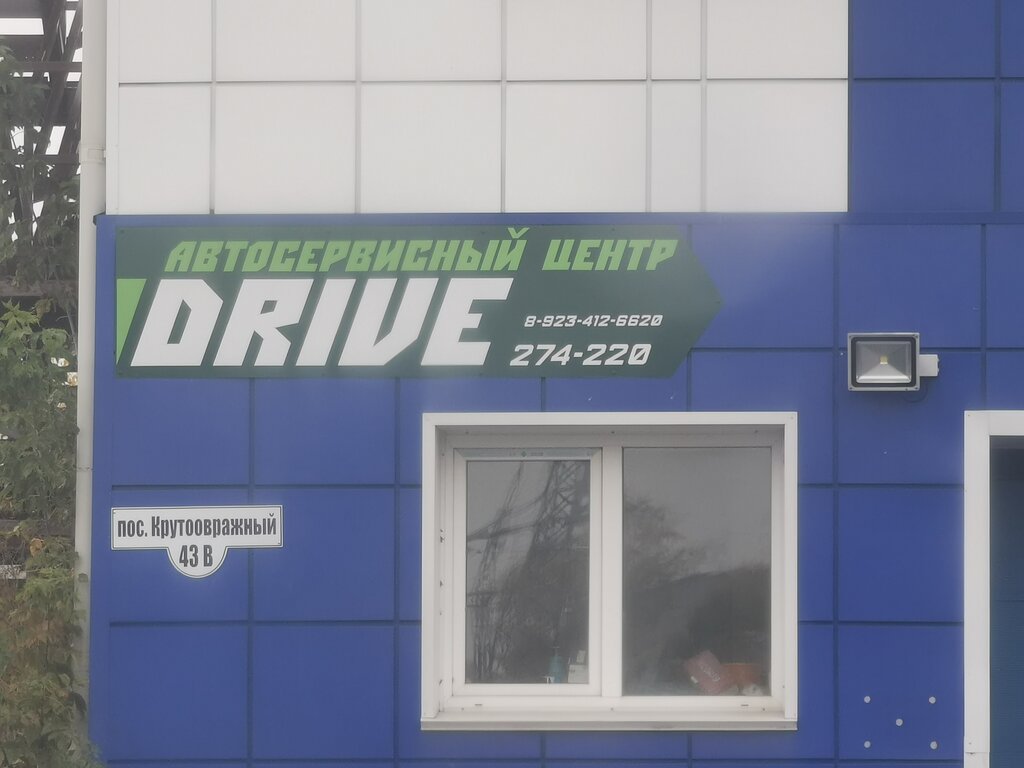 АВТОСЕРВИСНЫЙ ЦЕНТР
DRIVE
8-923-412-6620
274-220
пос. Крутоовражный
43 В